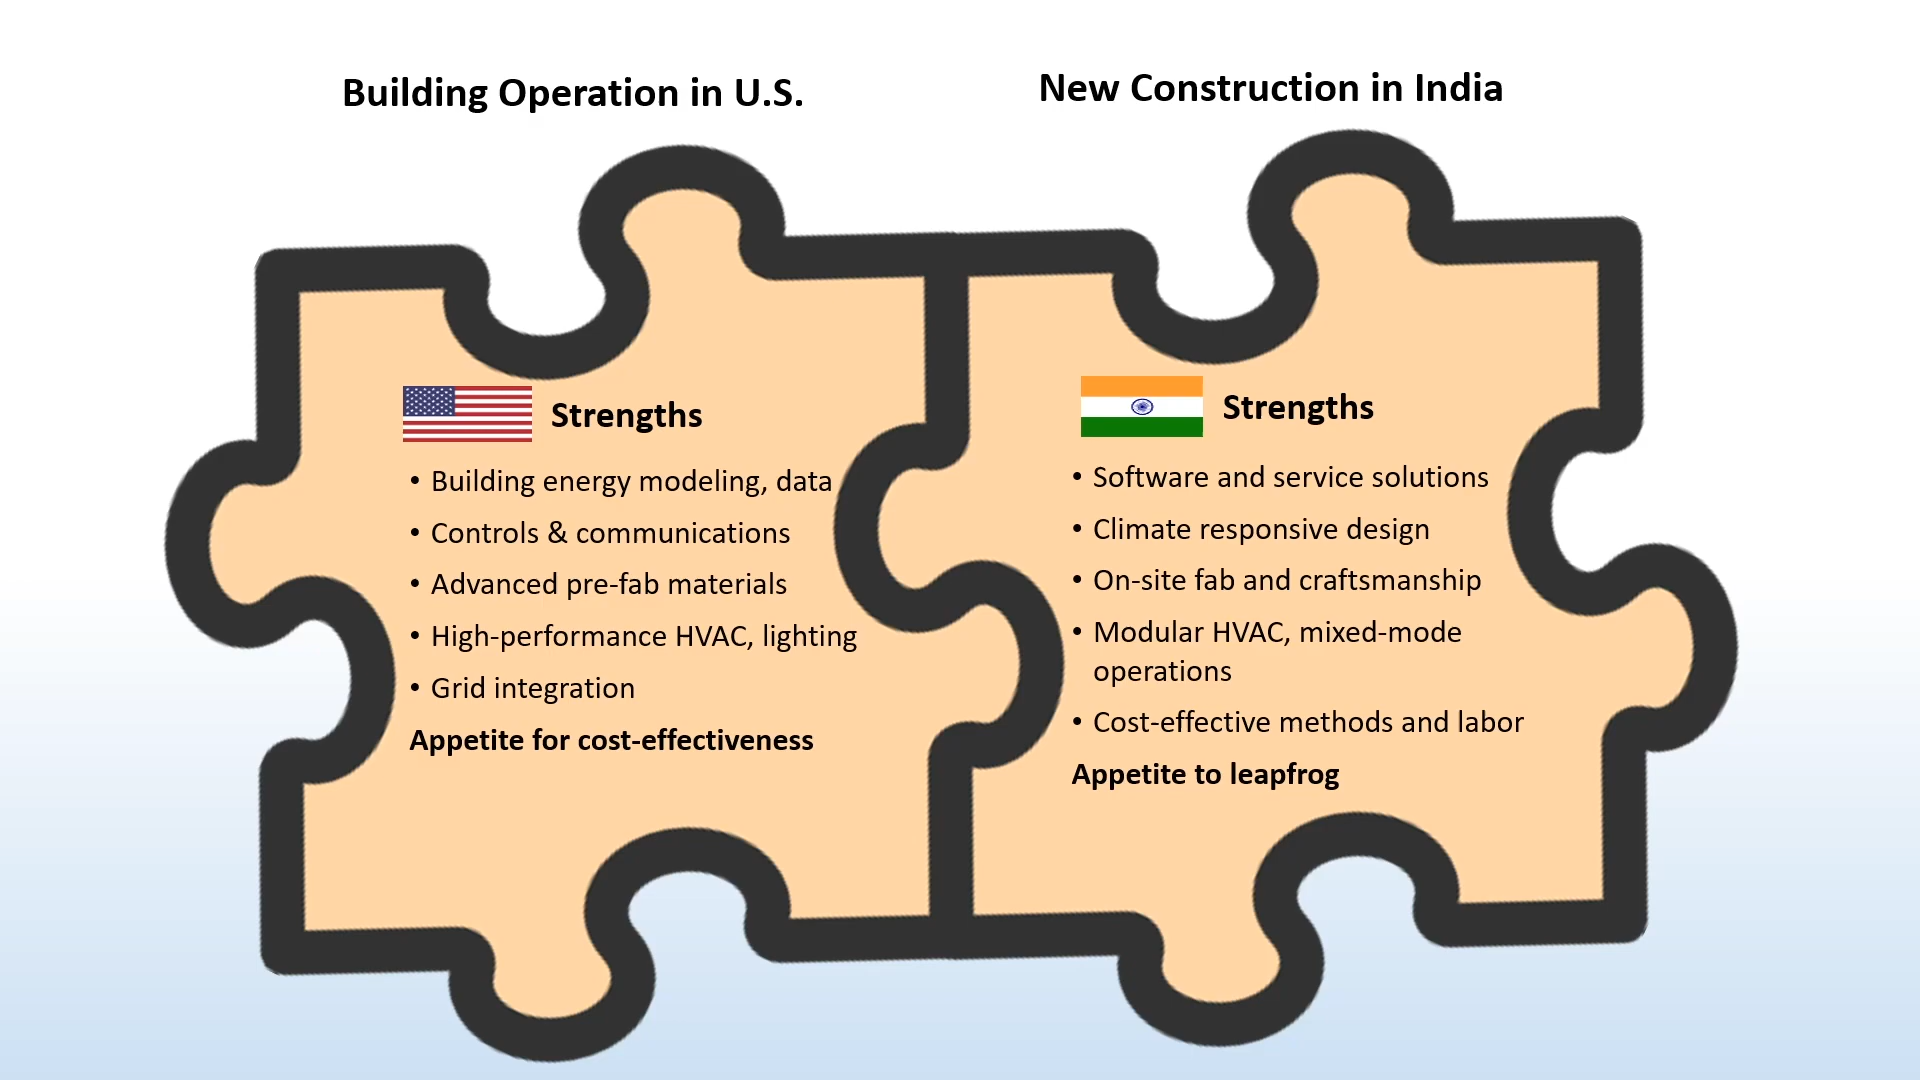 Building Operation in U.S.
New Construction in India
Strengths
• Building energy modeling, data
• Controls & communications
• Advanced pre-fab materials
• High-performance HVAC, lighting
• Grid integration
Appetite for cost-effectiveness
Strengths
• Software and service solutions
• Climate responsive design
• On-site fab and craftsmanship
• Modular HVAC, mixed-mode
operations
• Cost-effective methods and labor
Appetite to leapfrog